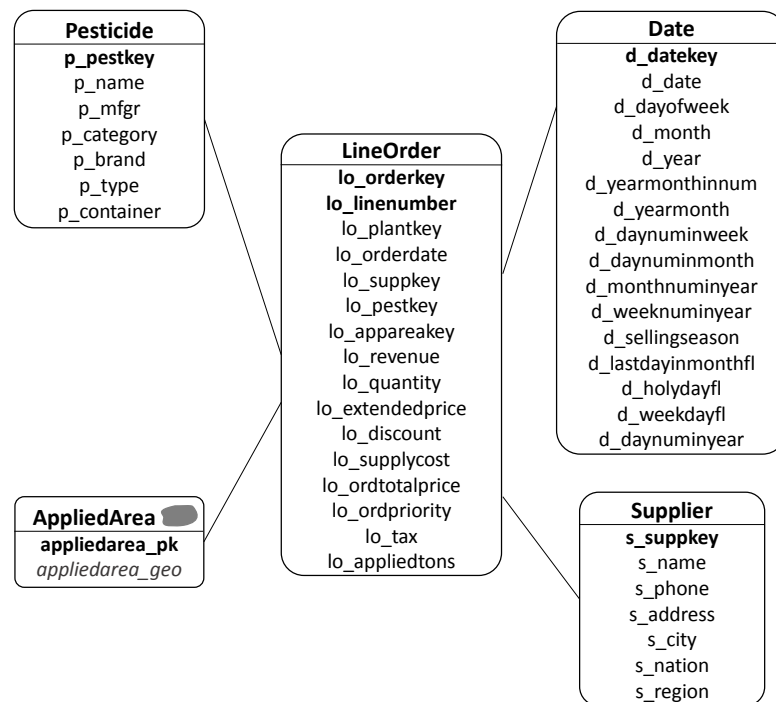 Pesticide
p_pestkey
p_name
p_mfgr
p_category
p_brand
p_type
p_container
LineOrder
lo_orderkey
lo_linenumber
lo_plantkey
lo_orderdate
lo_suppkey
lo_pestkey
lo_appareakey
lo_revenue
lo_quantity
lo_extendedprice
lo_discount
lo_supplycost
lo_ordtotalprice
lo_ordpriority
lo_tax
lo_appliedtons
Date
d_datekey
d_date
d_dayofweek
d_month
d_year
d_yearmonthinnum
d_yearmonth
d_daynuminweek
d_daynuminmonth
d_monthnuminyear
d_weeknuminyear
d_sellingseason
d_lastdayinmonthfl
d_holydayfl
d_weekdayfl
d_daynuminyear
AppliedArea
appliedarea_pk
appliedarea_geo
Supplier
s_suppkey
s_name
s_phone
s_address
s_city
s_nation
s_region